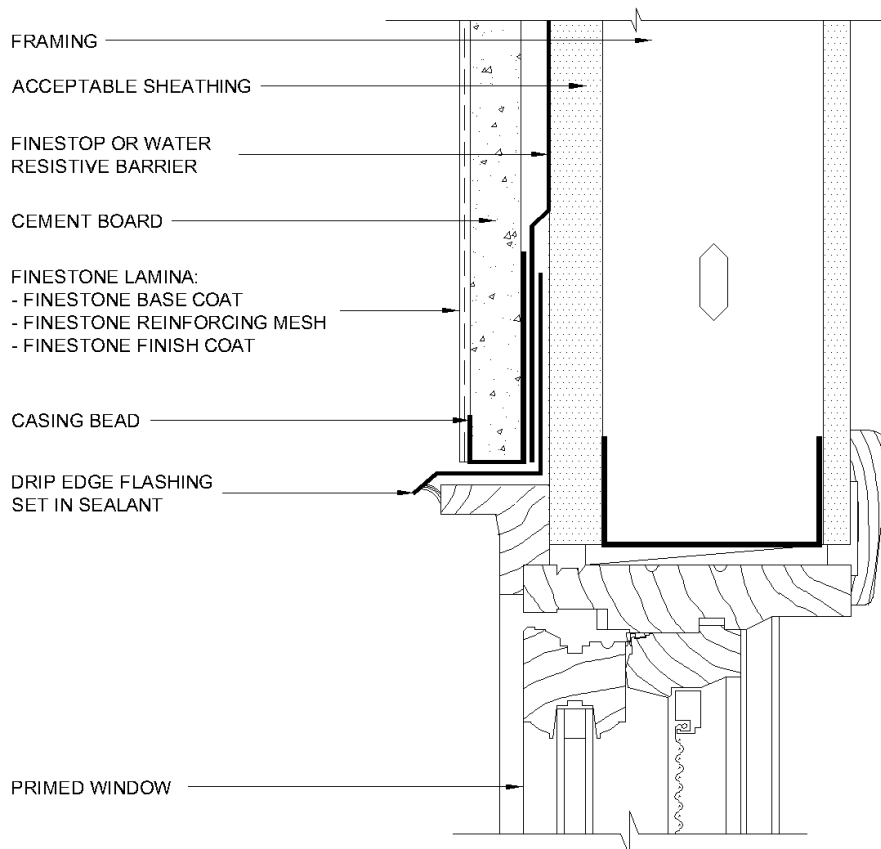 FRAMING
ACCEPTABLE SHEATHING
FINESTOP OR WATER
RESISTIVE BARRIER
CEMENT BOARD
FINESTONE LAMINA:
- FINESTONE BASE COAT
- FINESTONE REINFORCING MESH
- FINESTONE FINISH COAT
CASING BEAD
DRIP EDGE FLASHING
SET IN SEALANT
PRIMED WINDOW